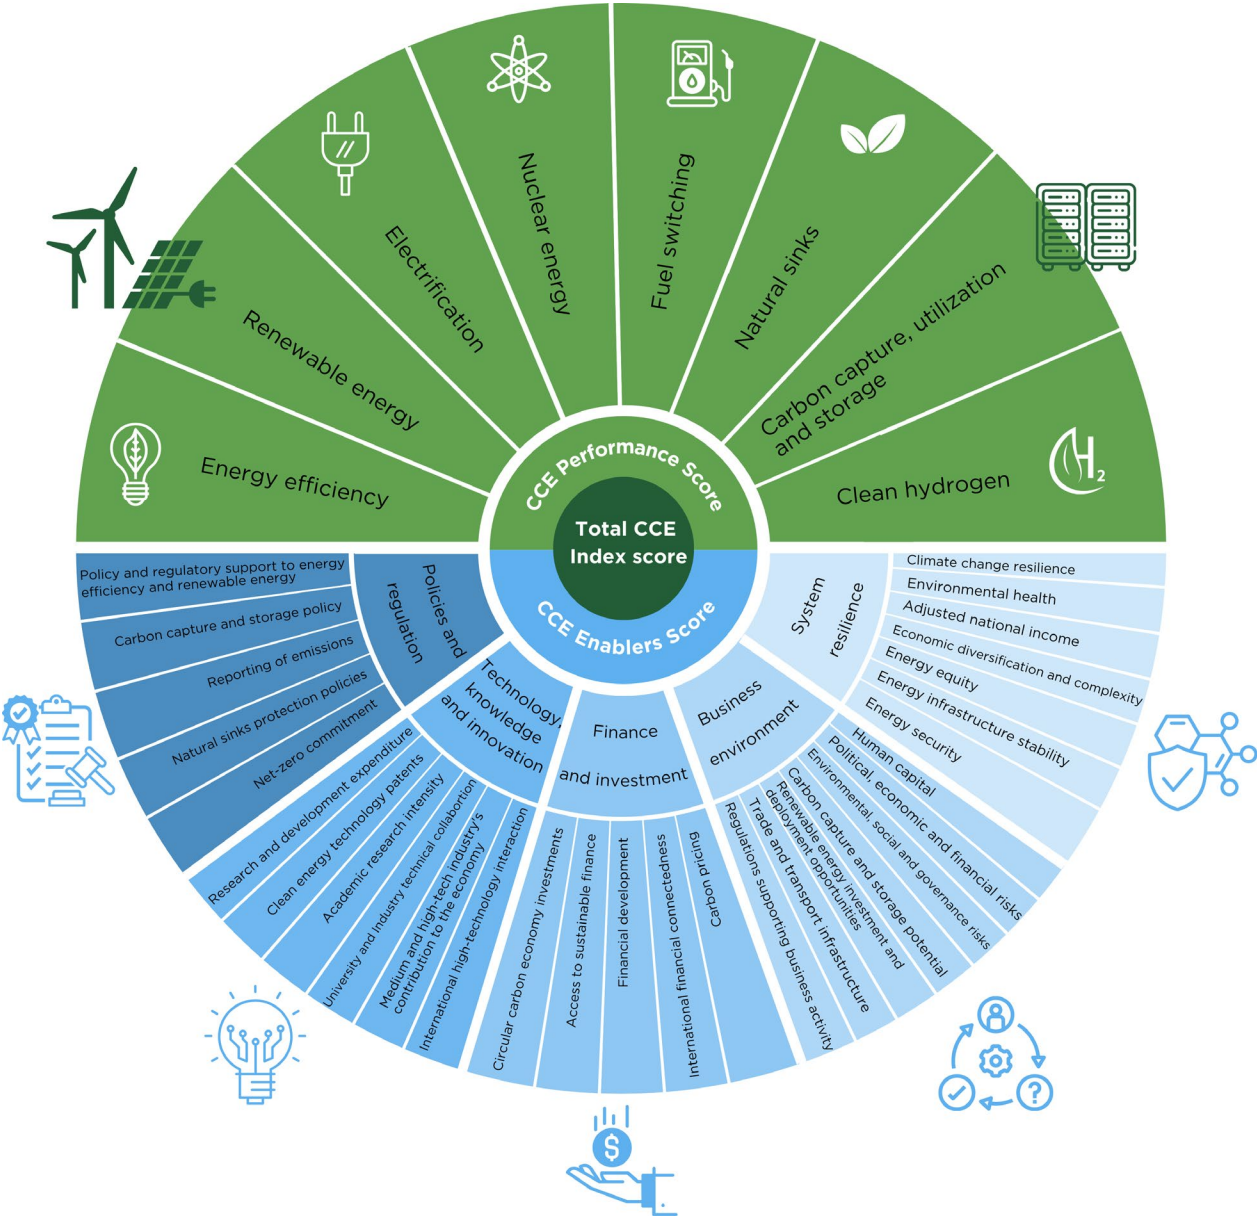 Energy efficiency
Renewable energy
Electrification
Nuclear energy
Fuel switching
Natural sinks
Carbon capture, utilization
and storage
Clean hydrogen
H2
CCE Performance Score
Total CCE
Index score
CCE Enablers Score
Policies and
regulation
Policy and regulatory support to energy
efficiency and renewable energy
Carbon capture and storage policy
Reporting of emissions
Natural sinks protection policies
Net-zero commitment
Technology,
knowledge
and innovation
Research and development expenditure
Clean energy technology patents
Academic research intensity
University and Industry technical collabortion
Medium and high-tech industry's
contribution to the economy
International high-technology interaction
Finance
and investment
Circular carbon economy investments
Access to sustainable finance
Financial development
International financial connectedness
Carbon pricing
Business
environment
Regulations supporting business activity
Trade and transport infrastructure
Renewable energy investment and
deployment opportunities
Carbon capture and storage potential
Environmental, social and governance risks
Political, economic and financial risks
Human capital
System
resilience
Climate change resilience
Environmental health
Adjusted national income
Economic diversification and complexity
Energy equity
Energy infrastructure stability
Energy security
$
?